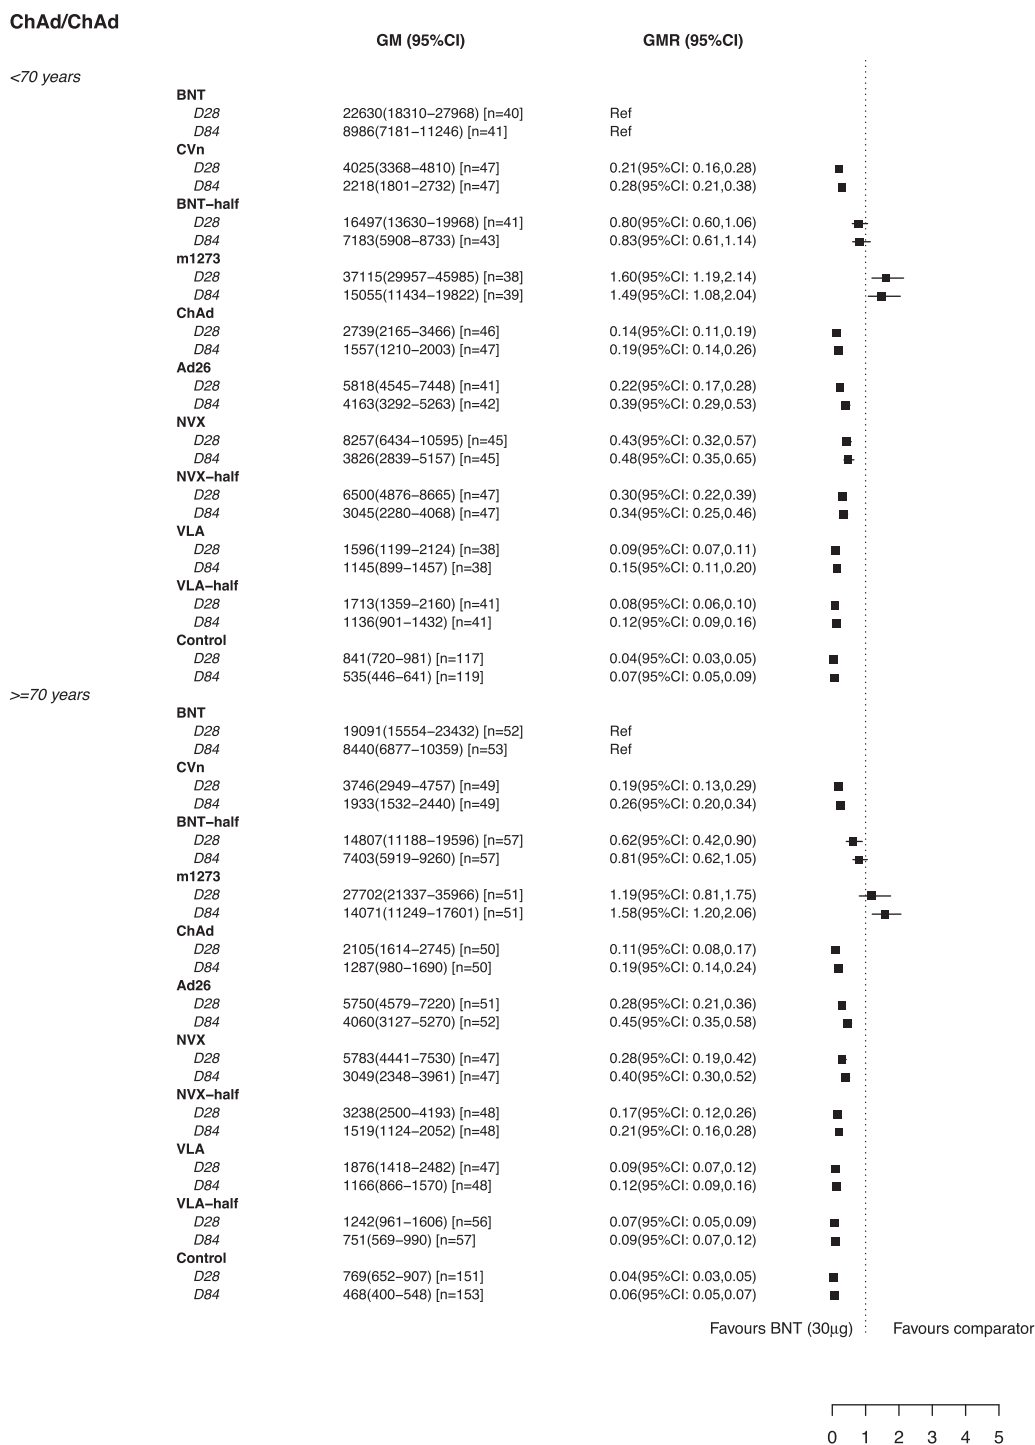 ChAd/ChAd
GM (95%CI) GMR (95%CI)
<70 years
BNT
D28 22630(18310−27968) [n=40] Ref
D84 8986(7181−11246) [n=41] Ref
CVn
D28 4025(3368−4810) [n=47] 0.21(95%CI: 0.16,0.28)
D84 2218(1801−2732) [n=47] 0.28(95%CI: 0.21,0.38)
BNT−half
D28 16497(13630−19968) [n=41] 0.80(95%CI: 0.60,1.06)
D84 7183(5908−8733) [n=43] 0.83(95%CI: 0.61,1.14)
m1273
D28 37115(29957−45985) [n=38] 1.60(95%CI: 1.19,2.14)
D84 15055(11434−19822) [n=39] 1.49(95%CI: 1.08,2.04)
ChAd
D28 2739(2165−3466) [n=46] 0.14(95%CI: 0.11,0.19)
D84 1557(1210−2003) [n=47] 0.19(95%CI: 0.14,0.26)
Ad26
D28 5818(4545−7448) [n=41] 0.22(95%CI: 0.17,0.28)
D84 4163(3292−5263) [n=42] 0.39(95%CI: 0.29,0.53)
NVX
D28 8257(6434−10595) [n=45] 0.43(95%CI: 0.32,0.57)
D84 3826(2839−5157) [n=45] 0.48(95%CI: 0.35,0.65)
NVX−half
D28 6500(4876−8665) [n=47] 0.30(95%CI: 0.22,0.39)
D84 3045(2280−4068) [n=47] 0.34(95%CI: 0.25,0.46)
VLA
D28 1596(1199−2124) [n=38] 0.09(95%CI: 0.07,0.11)
D84 1145(899−1457) [n=38] 0.15(95%CI: 0.11,0.20)
VLA−half
D28 1713(1359−2160) [n=41] 0.08(95%CI: 0.06,0.10)
D84 1136(901−1432) [n=41] 0.12(95%CI: 0.09,0.16)
Control
D28 841(720−981) [n=117] 0.04(95%CI: 0.03,0.05)
D84 535(446−641) [n=119] 0.07(95%CI: 0.05,0.09)
>=70 years
BNT
D28 19091(15554−23432) [n=52] Ref
D84 8440(6877−10359) [n=53] Ref
CVn
D28 3746(2949−4757) [n=49] 0.19(95%CI: 0.13,0.29)
D84 1933(1532−2440) [n=49] 0.26(95%CI: 0.20,0.34)
BNT−half
D28 14807(11188−19596) [n=57] 0.62(95%CI: 0.42,0.90)
D84 7403(5919−9260) [n=57] 0.81(95%CI: 0.62,1.05)
m1273
D28 27702(21337−35966) [n=51] 1.19(95%CI: 0.81,1.75)
D84 14071(11249−17601) [n=51] 1.58(95%CI: 1.20,2.06)
ChAd
D28 2105(1614−2745) [n=50] 0.11(95%CI: 0.08,0.17)
D84 1287(980−1690) [n=50] 0.19(95%CI: 0.14,0.24)
Ad26
D28 5750(4579−7220) [n=51] 0.28(95%CI: 0.21,0.36)
D84 4060(3127−5270) [n=52] 0.45(95%CI: 0.35,0.58)
NVX
D28 5783(4441−7530) [n=47] 0.28(95%CI: 0.19,0.42)
D84 3049(2348−3961) [n=47] 0.40(95%CI: 0.30,0.52)
NVX−half
D28 3238(2500−4193) [n=48] 0.17(95%CI: 0.12,0.26)
D84 1519(1124−2052) [n=48] 0.21(95%CI: 0.16,0.28)
VLA
D28 1876(1418−2482) [n=47] 0.09(95%CI: 0.07,0.12)
D84 1166(866−1570) [n=48] 0.12(95%CI: 0.09,0.16)
VLA−half
D28 1242(961−1606) [n=56] 0.07(95%CI: 0.05,0.09)
D84 751(569−990) [n=57] 0.09(95%CI: 0.07,0.12)
Control
D28 769(652−907) [n=151] 0.04(95%CI: 0.03,0.05)
D84 468(400−548) [n=153] 0.06(95%CI: 0.05,0.07)
Favours BNT (30µg) Favours comparator
0 1 2 3 4 5